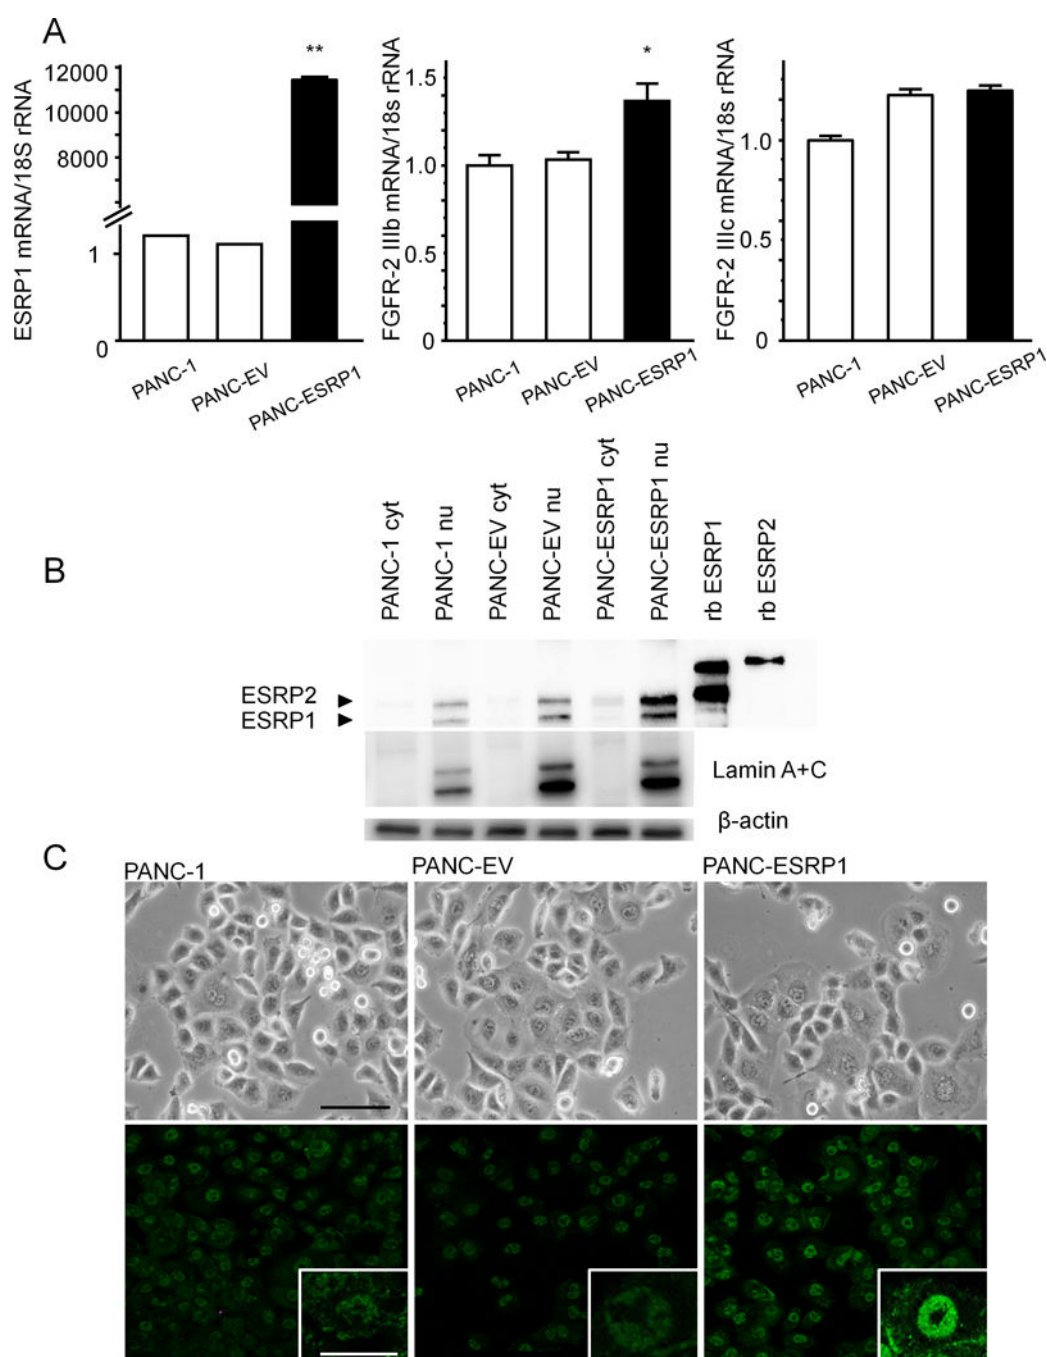 A
ESRP1 mRNA/18S rRNA
12000
10000
8000
1
0
**
PANC-1
PANC-EV
PANC-ESRP1
FGFR-2 IIIb mRNA/18s rRNA
1.5
1.0
0.5
0
*
PANC-1
PANC-EV
PANC-ESRP1
FGFR-2 IIIc mRNA/18s rRNA
1.0
0
PANC-1
PANC-EV
PANC-ESRP1
B
PANC-1 cyt
PANC-1 nu
PANC-EV cyt
PANC-EV nu
PANC-ESRP1 cyt
PANC-ESRP1 nu
rb ESRP1
rb ESRP2
ESRP2
ESRP1
Lamin A+C
β-actin
C
PANC-1
PANC-EV
PANC-ESRP1